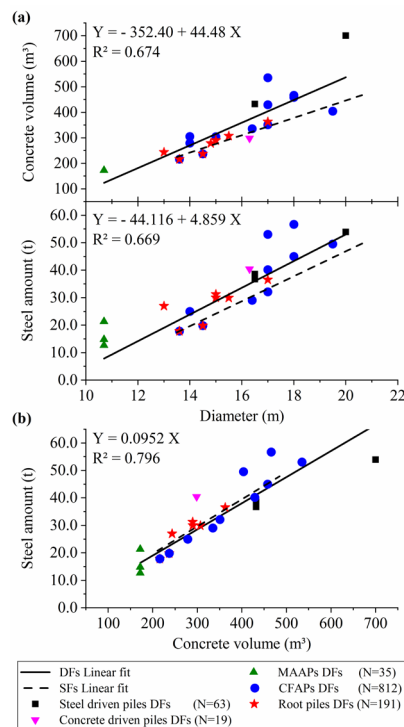 (a)
Y = - 352.40 + 44.48 X
R² = 0.674
Concrete volume (m³)
700
600
500
400
300
200
100
Y = - 44.116 + 4.859 X
R² = 0.669
Steel amount (t)
60.0
50.0
40.0
30.0
20.0
10.0
0.0
10 12 14 16 18 20 22
Diameter (m)
(b)
Y = 0.0952 X
R² = 0.796
Steel amount (t)
60.0
50.0
40.0
30.0
20.0
10.0
0.0
100 200 300 400 500 600 700
Concrete volume (m³)
DFs Linear fit
SFs Linear fit
Steel driven piles DFs (N=63)
Concrete driven piles DFs (N=19)
MAAPs DFs (N=35)
CFAPs DFs (N=812)
Root piles DFs (N=191)